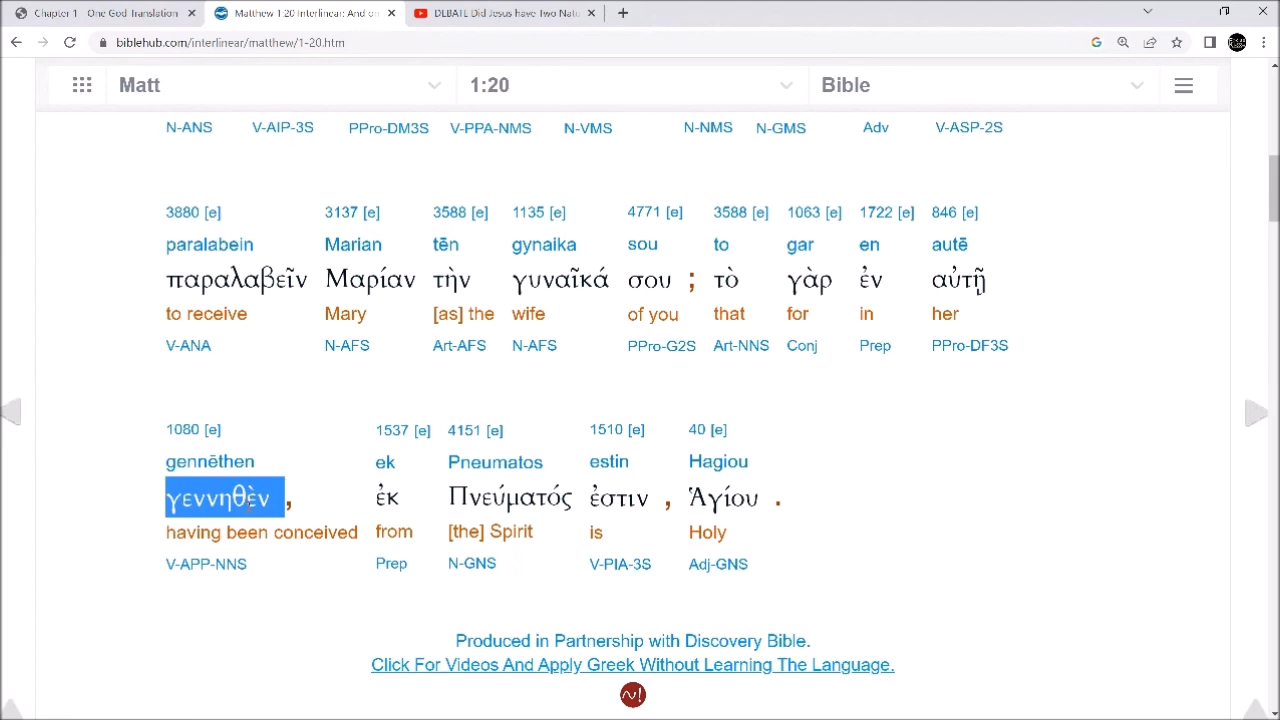 Chapter 1 - One God Translation
Matthew 1:20 Interlinear: And on
DEBATE Did Jesus have Two Natu
biblehub.com/interlinear/matthew/1-20.htm
Matt 1:20 Bible
N-ANS V-AIP-3S PPro-DM3S V-PPA-NMS N-VMS N-NMS N-GMS Adv V-ASP-2S
3880 [e] 3137 [e] 3588 [e] 1135 [e] 4771 [e] 3588 [e] 1063 [e] 1722 [e] 846 [e]
paralabein Marian tēn gynaika sou to gar en autē
παραλαβεῖν Μαρίαν τὴν γυναῖκά σου ; τὸ γὰρ ἐν αὐτῇ
to receive Mary [as] the wife of you that for in her
V-ANA N-AFS Art-AFS N-AFS PPro-G2S Art-NNS Conj Prep PPro-DF3S
1080 [e] 1537 [e] 4151 [e] 1510 [e] 40 [e]
gennēthen ek Pneumatos estin Hagiou
γεννηθὲν , ἐκ Πνεύματός ἐστιν , Ἁγίου .
having been conceived from [the] Spirit is Holy
V-APP-NNS Prep N-GNS V-PIA-3S Adj-GNS
Produced in Partnership with Discovery Bible.
Click For Videos And Apply Greek Without Learning The Language.